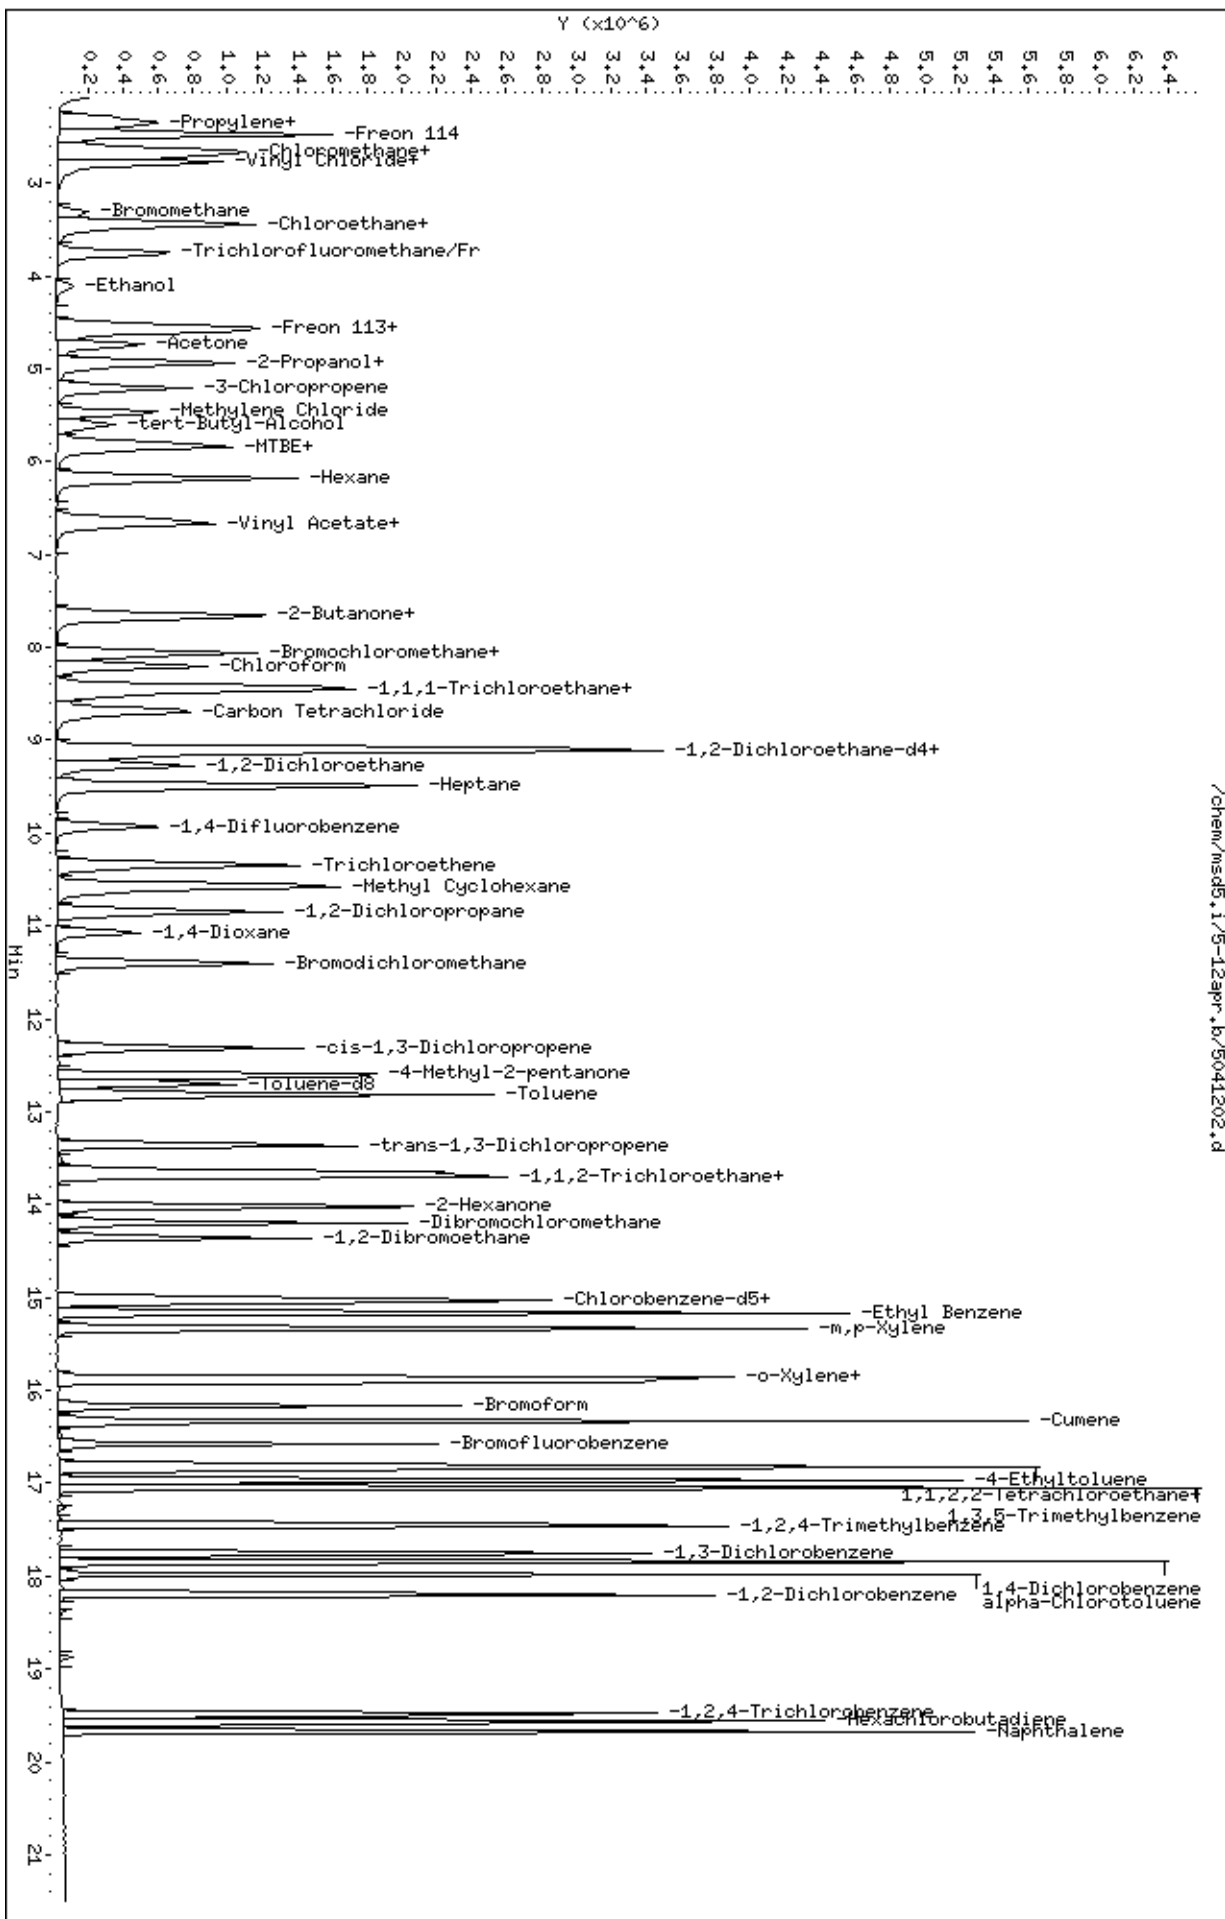 Y (x10^6)
0.2
0.4
0.6
0.8
1.0
1.2
1.4
1.6
1.8
2.0
2.2
2.4
2.6
2.8
3.0
3.2
3.4
3.6
3.8
4.0
4.2
4.4
4.6
4.8
5.0
5.2
5.4
5.6
5.8
6.0
6.2
6.4
-Propylene+
-Freon 114
-Chloromethane+
-Vinyl Chloride+
3
-Bromomethane
-Chloroethane+
-Trichlorofluoromethane/Fr
4
-Ethanol
-Freon 113+
-Acetone
5
-2-Propanol+
-3-Chloropropene
-Methylene Chloride
-tert-Butyl-Alcohol
-MTBE+
6
-Hexane
-Vinyl Acetate+
7
-2-Butanone+
8
-Bromochloromethane+
-Chloroform
-1,1,1-Trichloroethane+
-Carbon Tetrachloride
9
-1,2-Dichloroethane-d4+
-1,2-Dichloroethane
-Heptane
-1,4-Difluorobenzene
10
-Trichloroethene
-Methyl Cyclohexane
-1,2-Dichloropropane
11
-1,4-Dioxane
-Bromodichloromethane
Min
/chem/msd5.i/5-12apr.b/5041202.d
12
-cis-1,3-Dichloropropene
-4-Methyl-2-pentanone
-Toluene-d8
-Toluene
13
-trans-1,3-Dichloropropene
-1,1,2-Trichloroethane+
14
-2-Hexanone
-Dibromochloromethane
-1,2-Dibromoethane
15
-Chlorobenzene-d5+
-Ethyl Benzene
-m,p-Xylene
-o-Xylene+
16
-Bromoform
-Cumene
-Bromofluorobenzene
17
-4-Ethyltoluene
1,1,2,2-Tetrachloroethane+
1,3,5-Trimethylbenzene
-1,2,4-Trimethylbenzene
-1,3-Dichlorobenzene
18
1,4-Dichlorobenzene
alpha-Chlorotoluene
-1,2-Dichlorobenzene
19
-1,2,4-Trichlorobenzene
-Hexachlorobutadiene
-Naphthalene
20
21